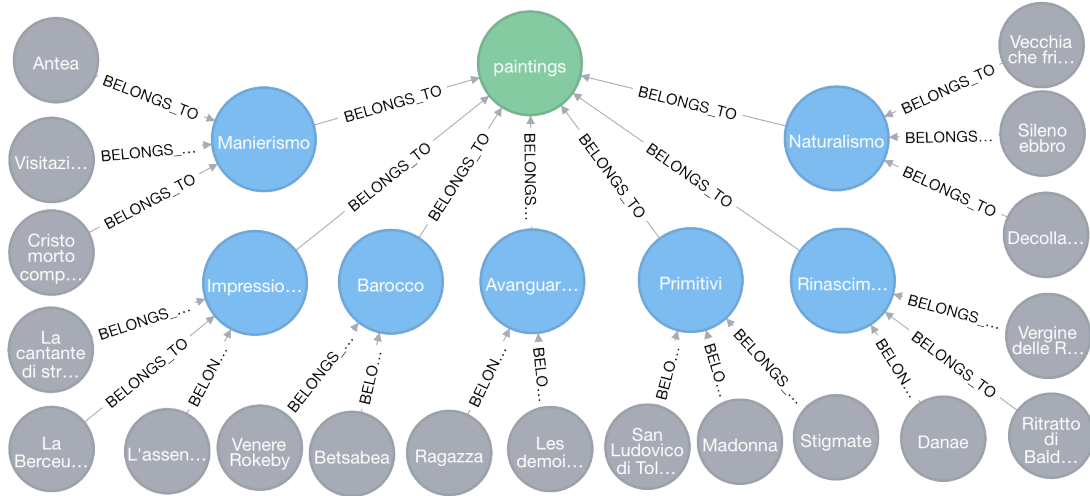 Antea
BELONGS_TO
Visitazi…
BELONGS_…
Cristo
morto
comp…
BELONGS_TO
Manierismo
BELONGS_TO
paintings
BELONGS_TO
Naturalismo
BELONGS_TO
Vecchia
che fri…
BELONGS_…
Sileno
ebbro
BELONGS_TO
Decolla…
BELONGS_TO
BELONGS_TO
BELONGS…
BELONGS_TO
BELONGS_TO
Impressio…
Barocco
Avanguar…
Primitivi
Rinascim…
La
cantante
di str…
BELONGS_…
BELONGS_TO
BELON…
BELONGS_…
BELO…
BELON…
BELO…
BELO…
BELO…
BELONGS…
BELON…
BELONGS_TO
BELONGS_…
Vergine
delle R…
La
Berceu…
L'assen…
Venere
Rokeby
Betsabea
Ragazza
Les
demoi…
San
Ludovico
di Tol…
Madonna
Stigmate
Danae
Ritratto
di
Bald…